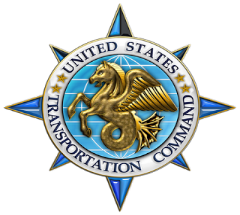 UNITED STATES
TRANSPORTATION COMMAND